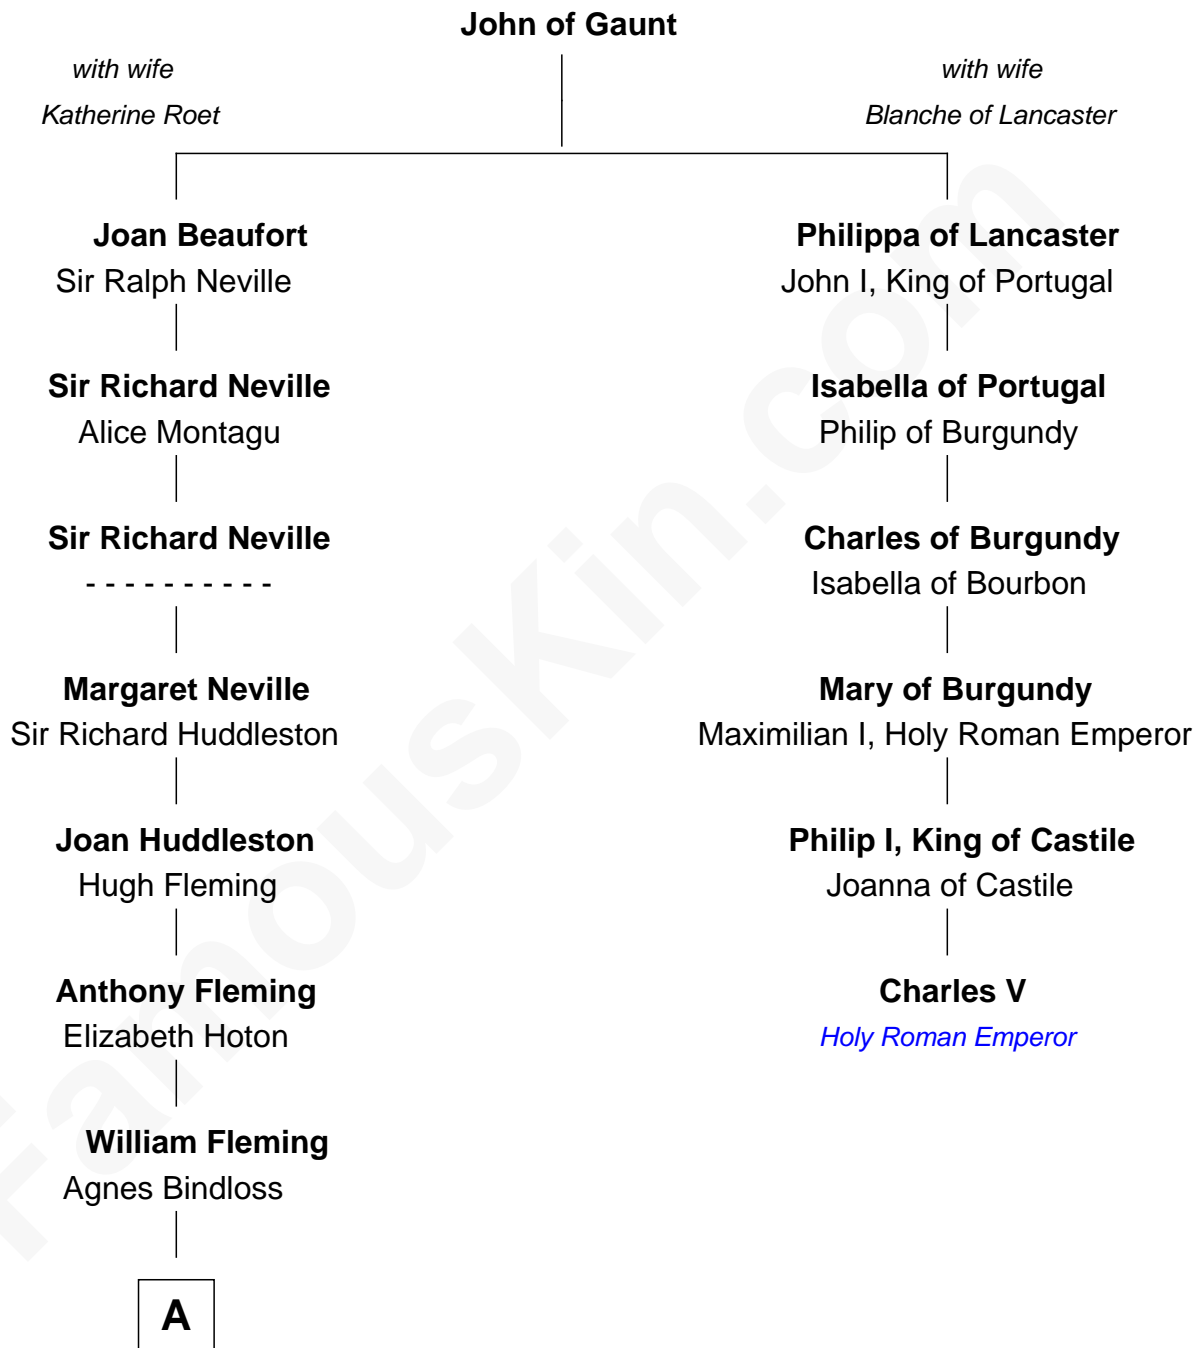 John of Gaunt
with wife
Katherine Roet
with wife
Blanche of Lancaster
Joan Beaufort
Sir Ralph Neville
Philippa of Lancaster
John I, King of Portugal
Sir Richard Neville
Alice Montagu
Isabella of Portugal
Philip of Burgundy
Sir Richard Neville
- - - - - - - - - -
Charles of Burgundy
Isabella of Bourbon
Margaret Neville
Sir Richard Huddleston
Mary of Burgundy
Maximilian I, Holy Roman Emperor
Joan Huddleston
Hugh Fleming
Philip I, King of Castile
Joanna of Castile
Anthony Fleming
Elizabeth Hoton
Charles V
Holy Roman Emperor
William Fleming
Agnes Bindloss
A
FamousKin.com